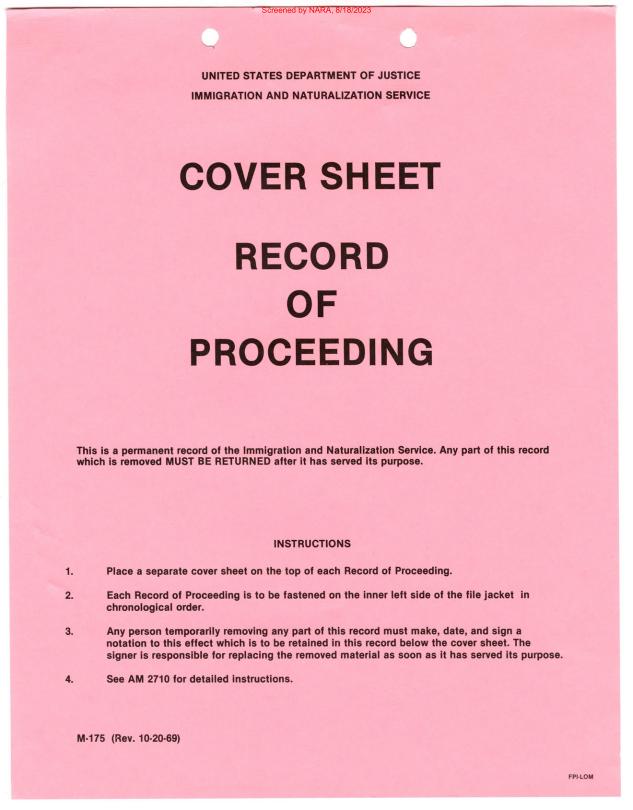 Screened by NARA, 8/18/2023
UNITED STATES DEPARTMENT OF JUSTICE
IMMIGRATION AND NATURALIZATION SERVICE
COVER SHEET
RECORD
OF
PROCEEDING
This is a permanent record of the Immigration and Naturalization Service. Any part of this record
which is removed MUST BE RETURNED after it has served its purpose.
INSTRUCTIONS
1. Place a separate cover sheet on the top of each Record of Proceeding.
2. Each Record of Proceeding is to be fastened on the inner left side of the file jacket in
chronological order.
3. Any person temporarily removing any part of this record must make, date, and sign a
notation to this effect which is to be retained in this record below the cover sheet. The
signer is responsible for replacing the removed material as soon as it has served its purpose.
4. See AM 2710 for detailed instructions.
M-175 (Rev. 10-20-69)
FPI-LOM